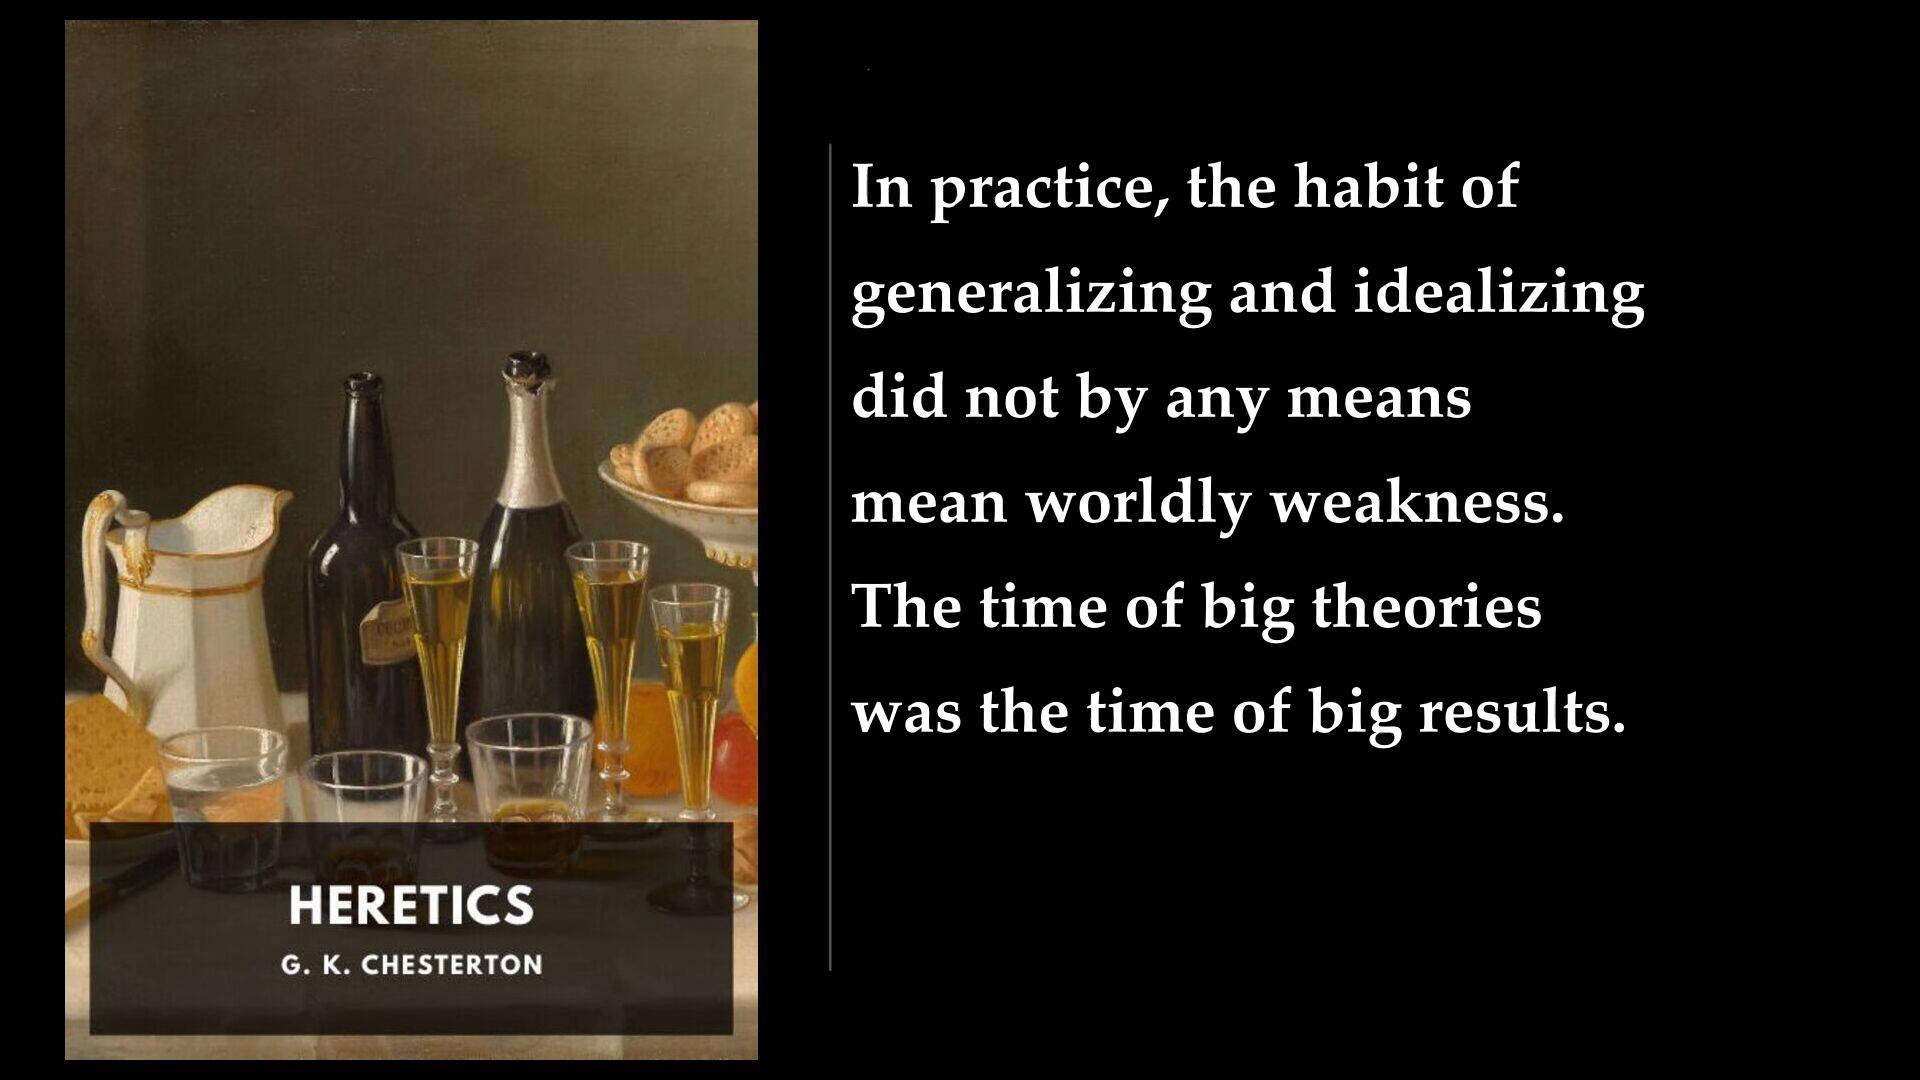 HERETICS
G. K. CHESTERTON
In practice, the habit of
generalizing and idealizing
did not by any means
mean worldly weakness.
The time of big theories
was the time of big results.